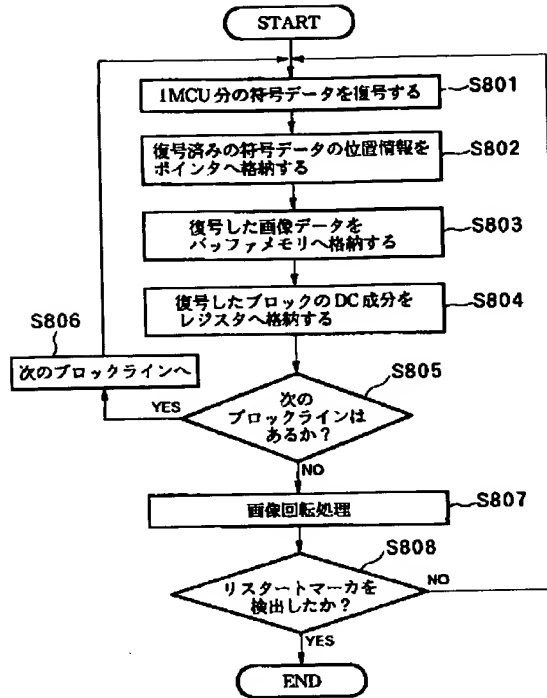 START
1MCU分の符号データを復号する
S801
復号済みの符号データの位置情報を
ポインタへ格納する
S802
復号した画像データを
バッファメモリへ格納する
S803
復号したブロックのDC成分を
レジスタへ格納する
S804
S806
次のブロックラインへ
YES
次の
ブロックラインは
あるか?
S805
NO
画像回転処理
S807
リスタートマーカを
検出したか?
S808
NO
YES
END